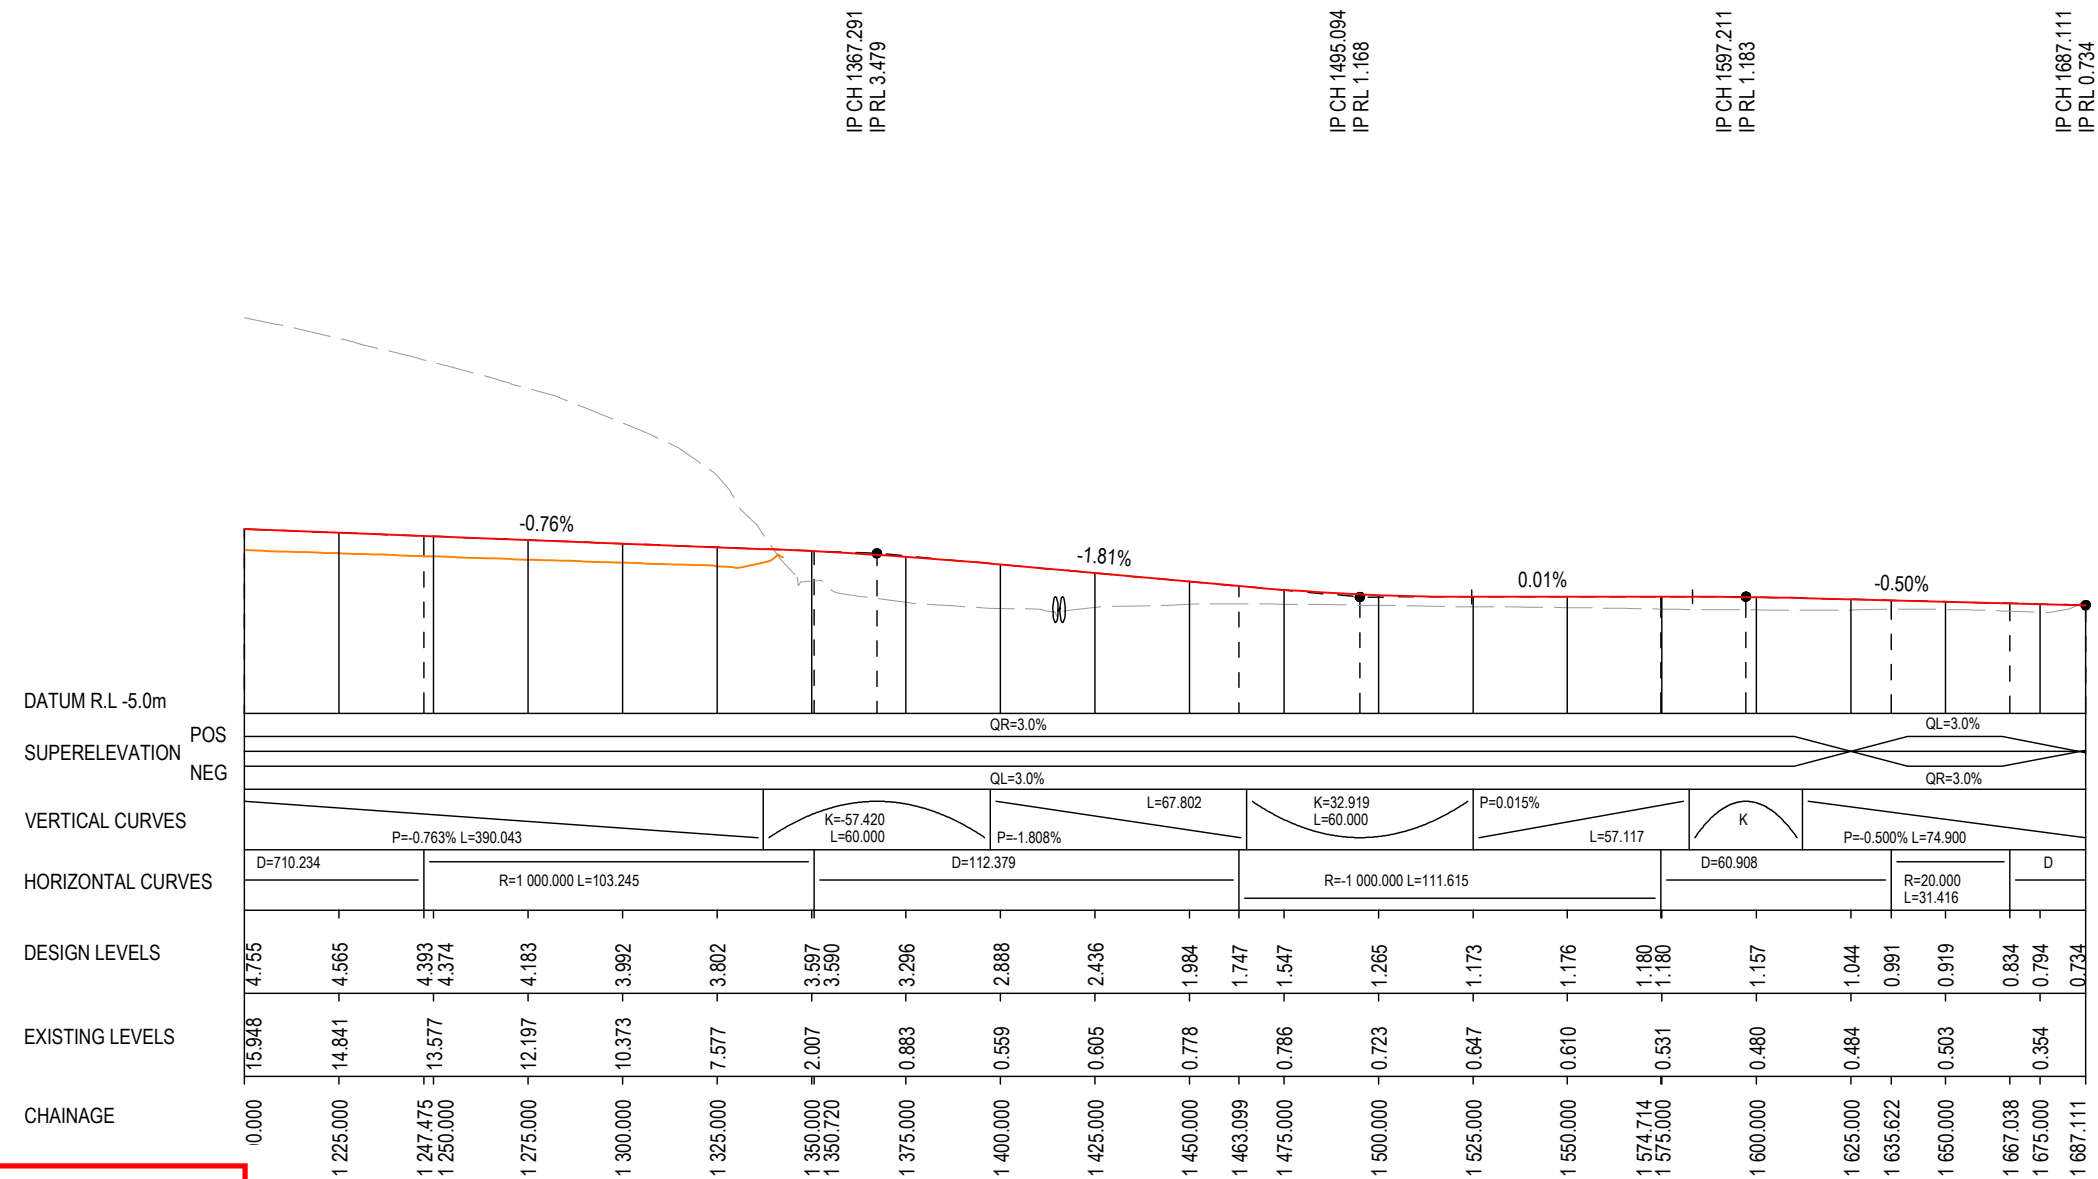 IP CH 1367.291
IP RL 3.479
IP CH 1495.094
IP RL 1.168
IP CH 1597.211
IP RL 1.183
IP CH 1687.111
IP RL 0.734
-0.76%
-1.81%
0.01%
-0.50%
DATUM R.L -5.0m
SUPERELEVATION
POS
NEG
QR=3.0%
QL=3.0%
QL=3.0%
QR=3.0%
VERTICAL CURVES
P=-0.763% L=390.043
K=-57.420
L=60.000
L=67.802
P=-1.808%
K=32.919
L=60.000
P=0.015%
L=57.117
K
P=-0.500% L=74.900
HORIZONTAL CURVES
D=710.234
R=1 000.000 L=103.245
D=112.379
R=-1 000.000 L=111.615
D=60.908
R=20.000
L=31.416
D
DESIGN LEVELS
4.755
4.565
4.393
4.374
4.183
3.992
3.802
3.597
3.590
3.296
2.888
2.436
1.984
1.747
1.547
1.265
1.173
1.176
1.180
1.180
1.157
1.044
0.991
0.919
0.834
0.794
0.734
EXISTING LEVELS
15.948
14.841
13.577
12.197
10.373
7.577
2.007
0.883
0.559
0.605
0.778
0.786
0.723
0.647
0.610
0.531
0.480
0.484
0.503
0.354
CHAINAGE
0.000
1 225.000
1 247.475
1 250.000
1 275.000
1 300.000
1 325.000
1 350.000
1 350.720
1 375.000
1 400.000
1 425.000
1 450.000
1 463.099
1 475.000
1 500.000
1 525.000
1 550.000
1 574.714
1 575.000
1 600.000
1 625.000
1 635.622
1 650.000
1 667.038
1 675.000
1 687.111